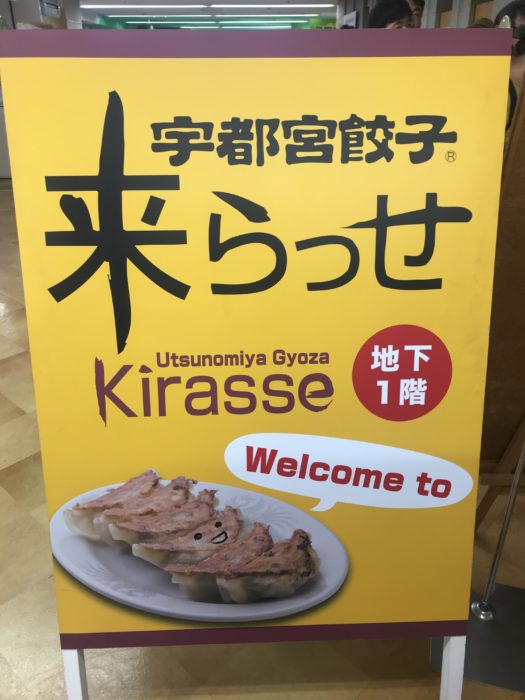 宇都宮餃子®
来らっせ
Utsunomiya Gyoza
Kirasse
地下
1階
Welcome to